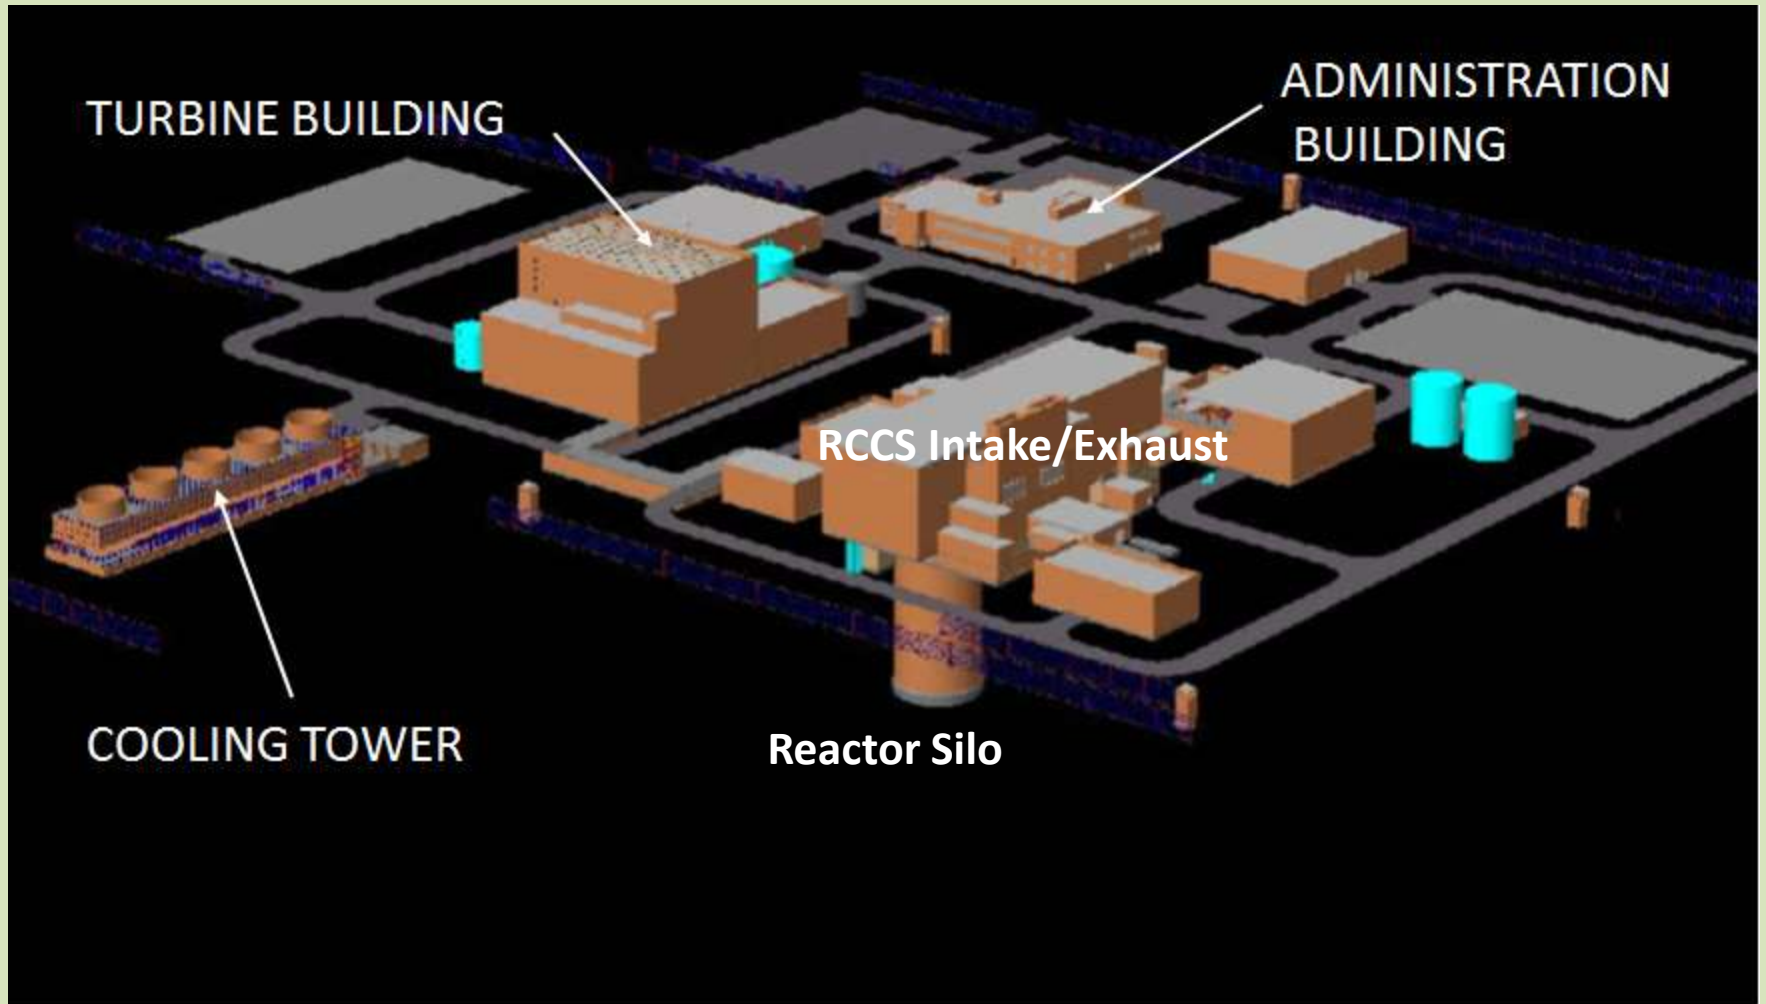 TURBINE BUILDING
ADMINISTRATION
BUILDING
RCCS Intake/Exhaust
COOLING TOWER
Reactor Silo